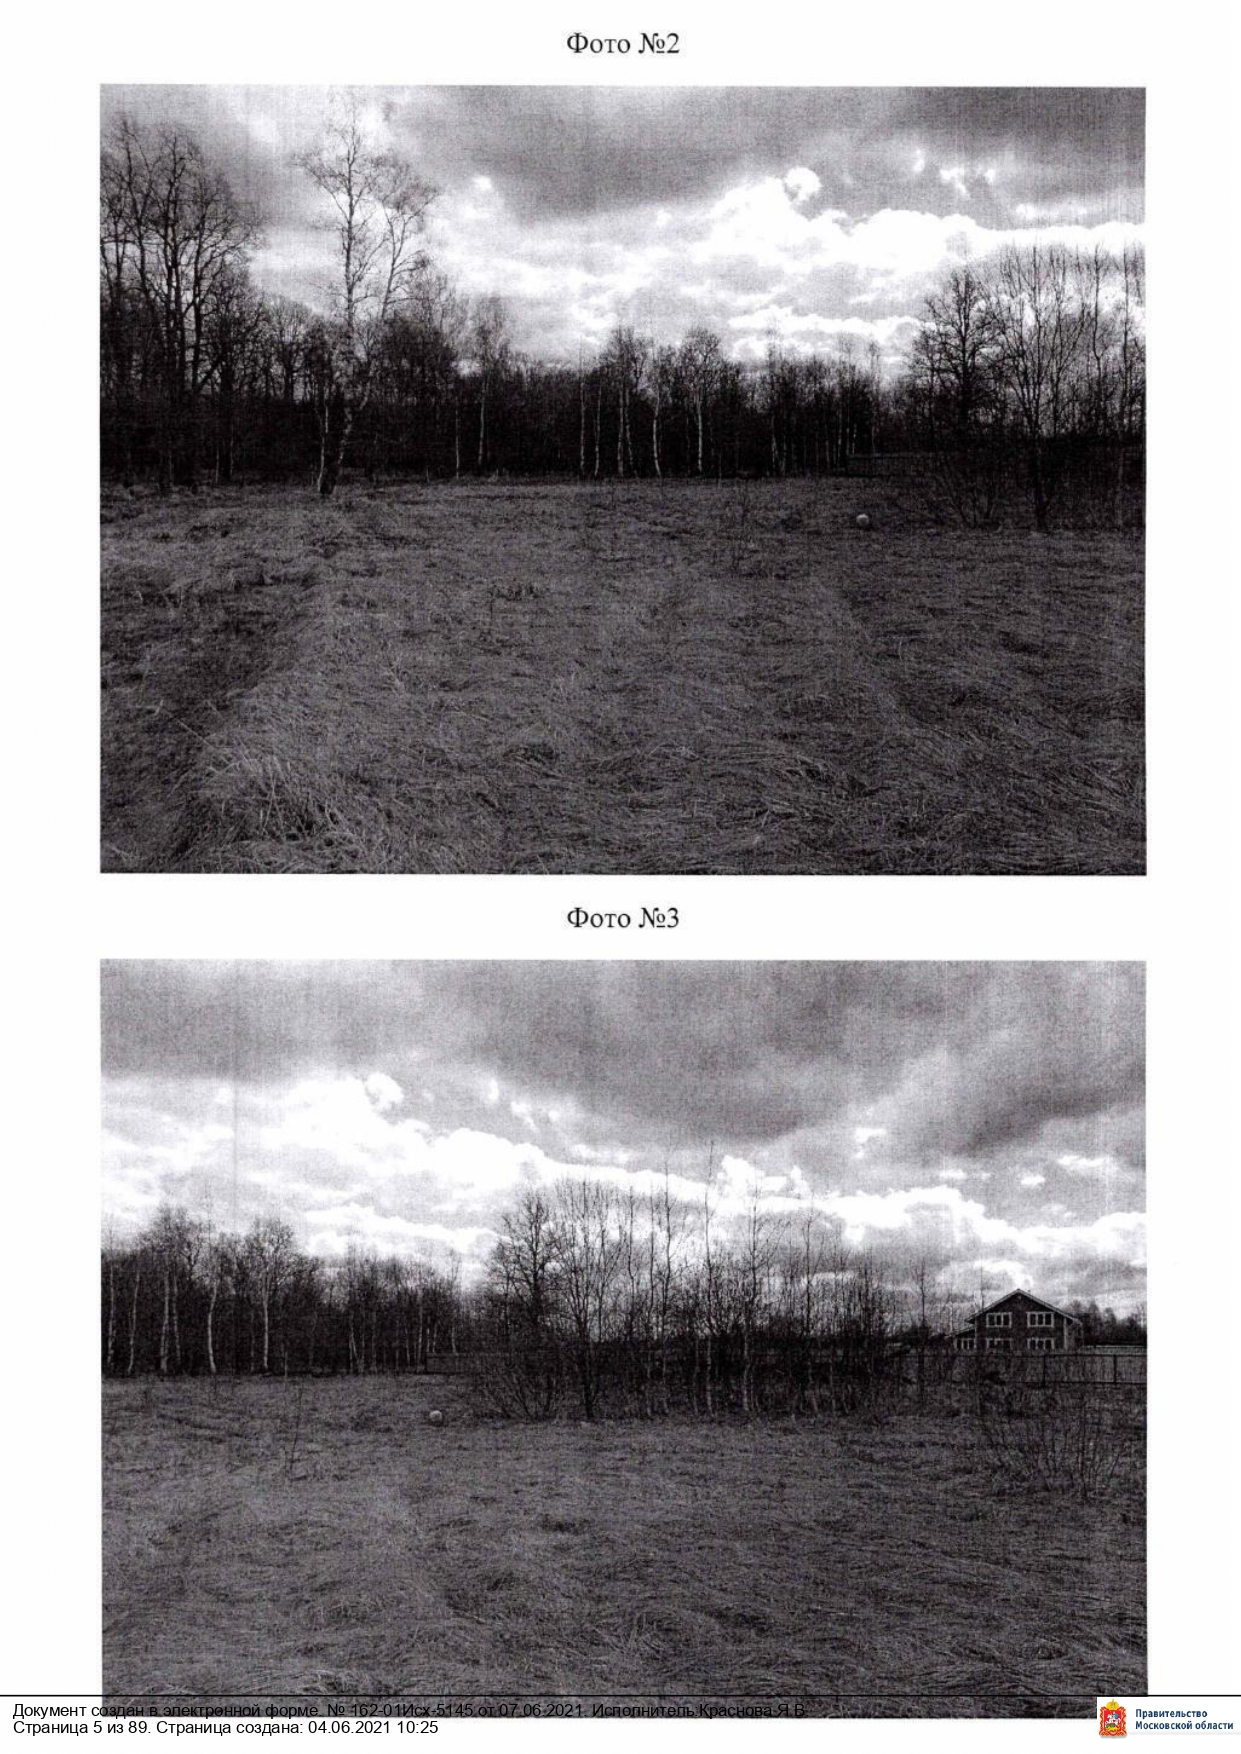 Фото №2
Фото №3
Документ создан в электронной форме. № 162-01Исх-5145 от 07.06.2021. Исполнитель:Краснова Я.В.
Страница 5 из 89. Страница создана: 04.06.2021 10:25
Правительство
Московской области